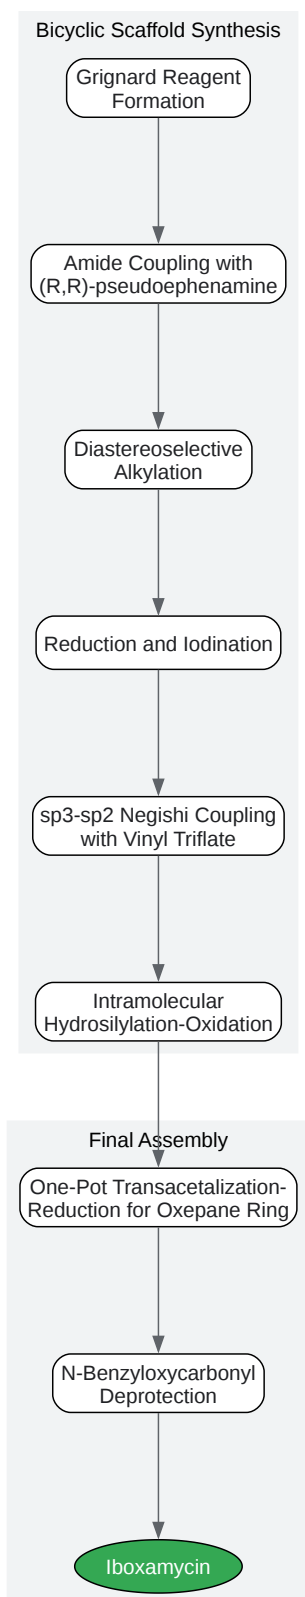 Bicyclic Scaffold Synthesis
Grignard Reagent
Formation
Amide Coupling with
(R,R)-pseudoephenamine
Diastereoselective
Alkylation
Reduction and Iodination
sp3-sp2 Negishi Coupling
with Vinyl Triflate
Intramolecular
Hydrosilylation-Oxidation
Final Assembly
One-Pot Transacetalization-
Reduction for Oxepane Ring
N-Benzyloxycarbonyl
Deprotection
Iboxamycin